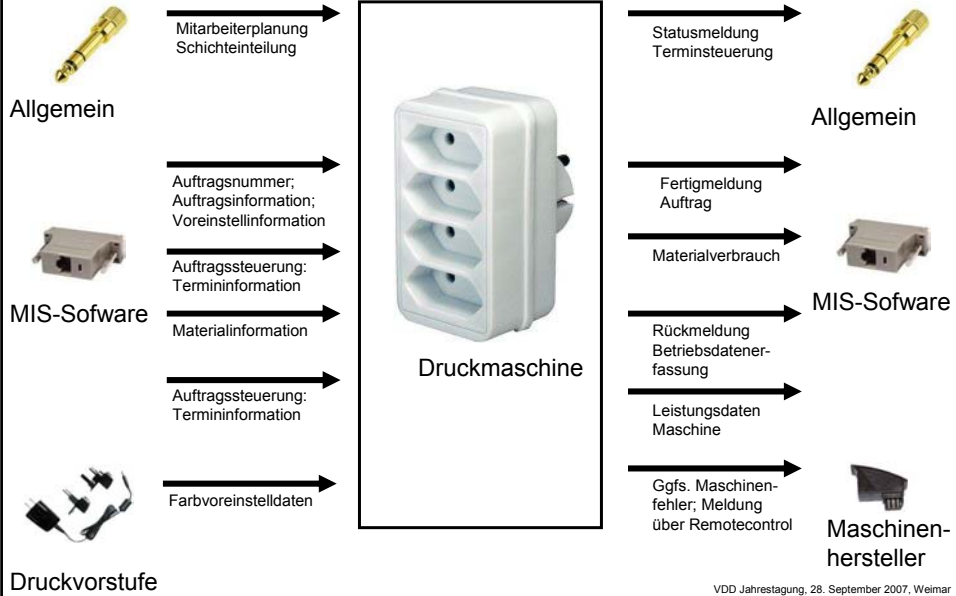 Mitarbeiterplanung
Schichteinteilung
Allgemein
Auftragsnummer;
Auftragsinformation;
Voreinstellinformation
Auftragssteuerung:
Termininformation
MIS-Sofware
Materialinformation
Auftragssteuerung:
Termininformation
Farbvoreinstelldaten
Druckvorstufe
Druckmaschine
Statusmeldung
Terminsteuerung
Allgemein
Fertigmeldung
Auftrag
Materialverbrauch
MIS-Sofware
Rückmeldung
Betriebsdatener-
fassung
Leistungsdaten
Maschine
Ggfs. Maschinen-
fehler; Meldung
über Remotecontrol
Maschinen-
hersteller
VDD Jahrestagung, 28. September 2007, Weimar